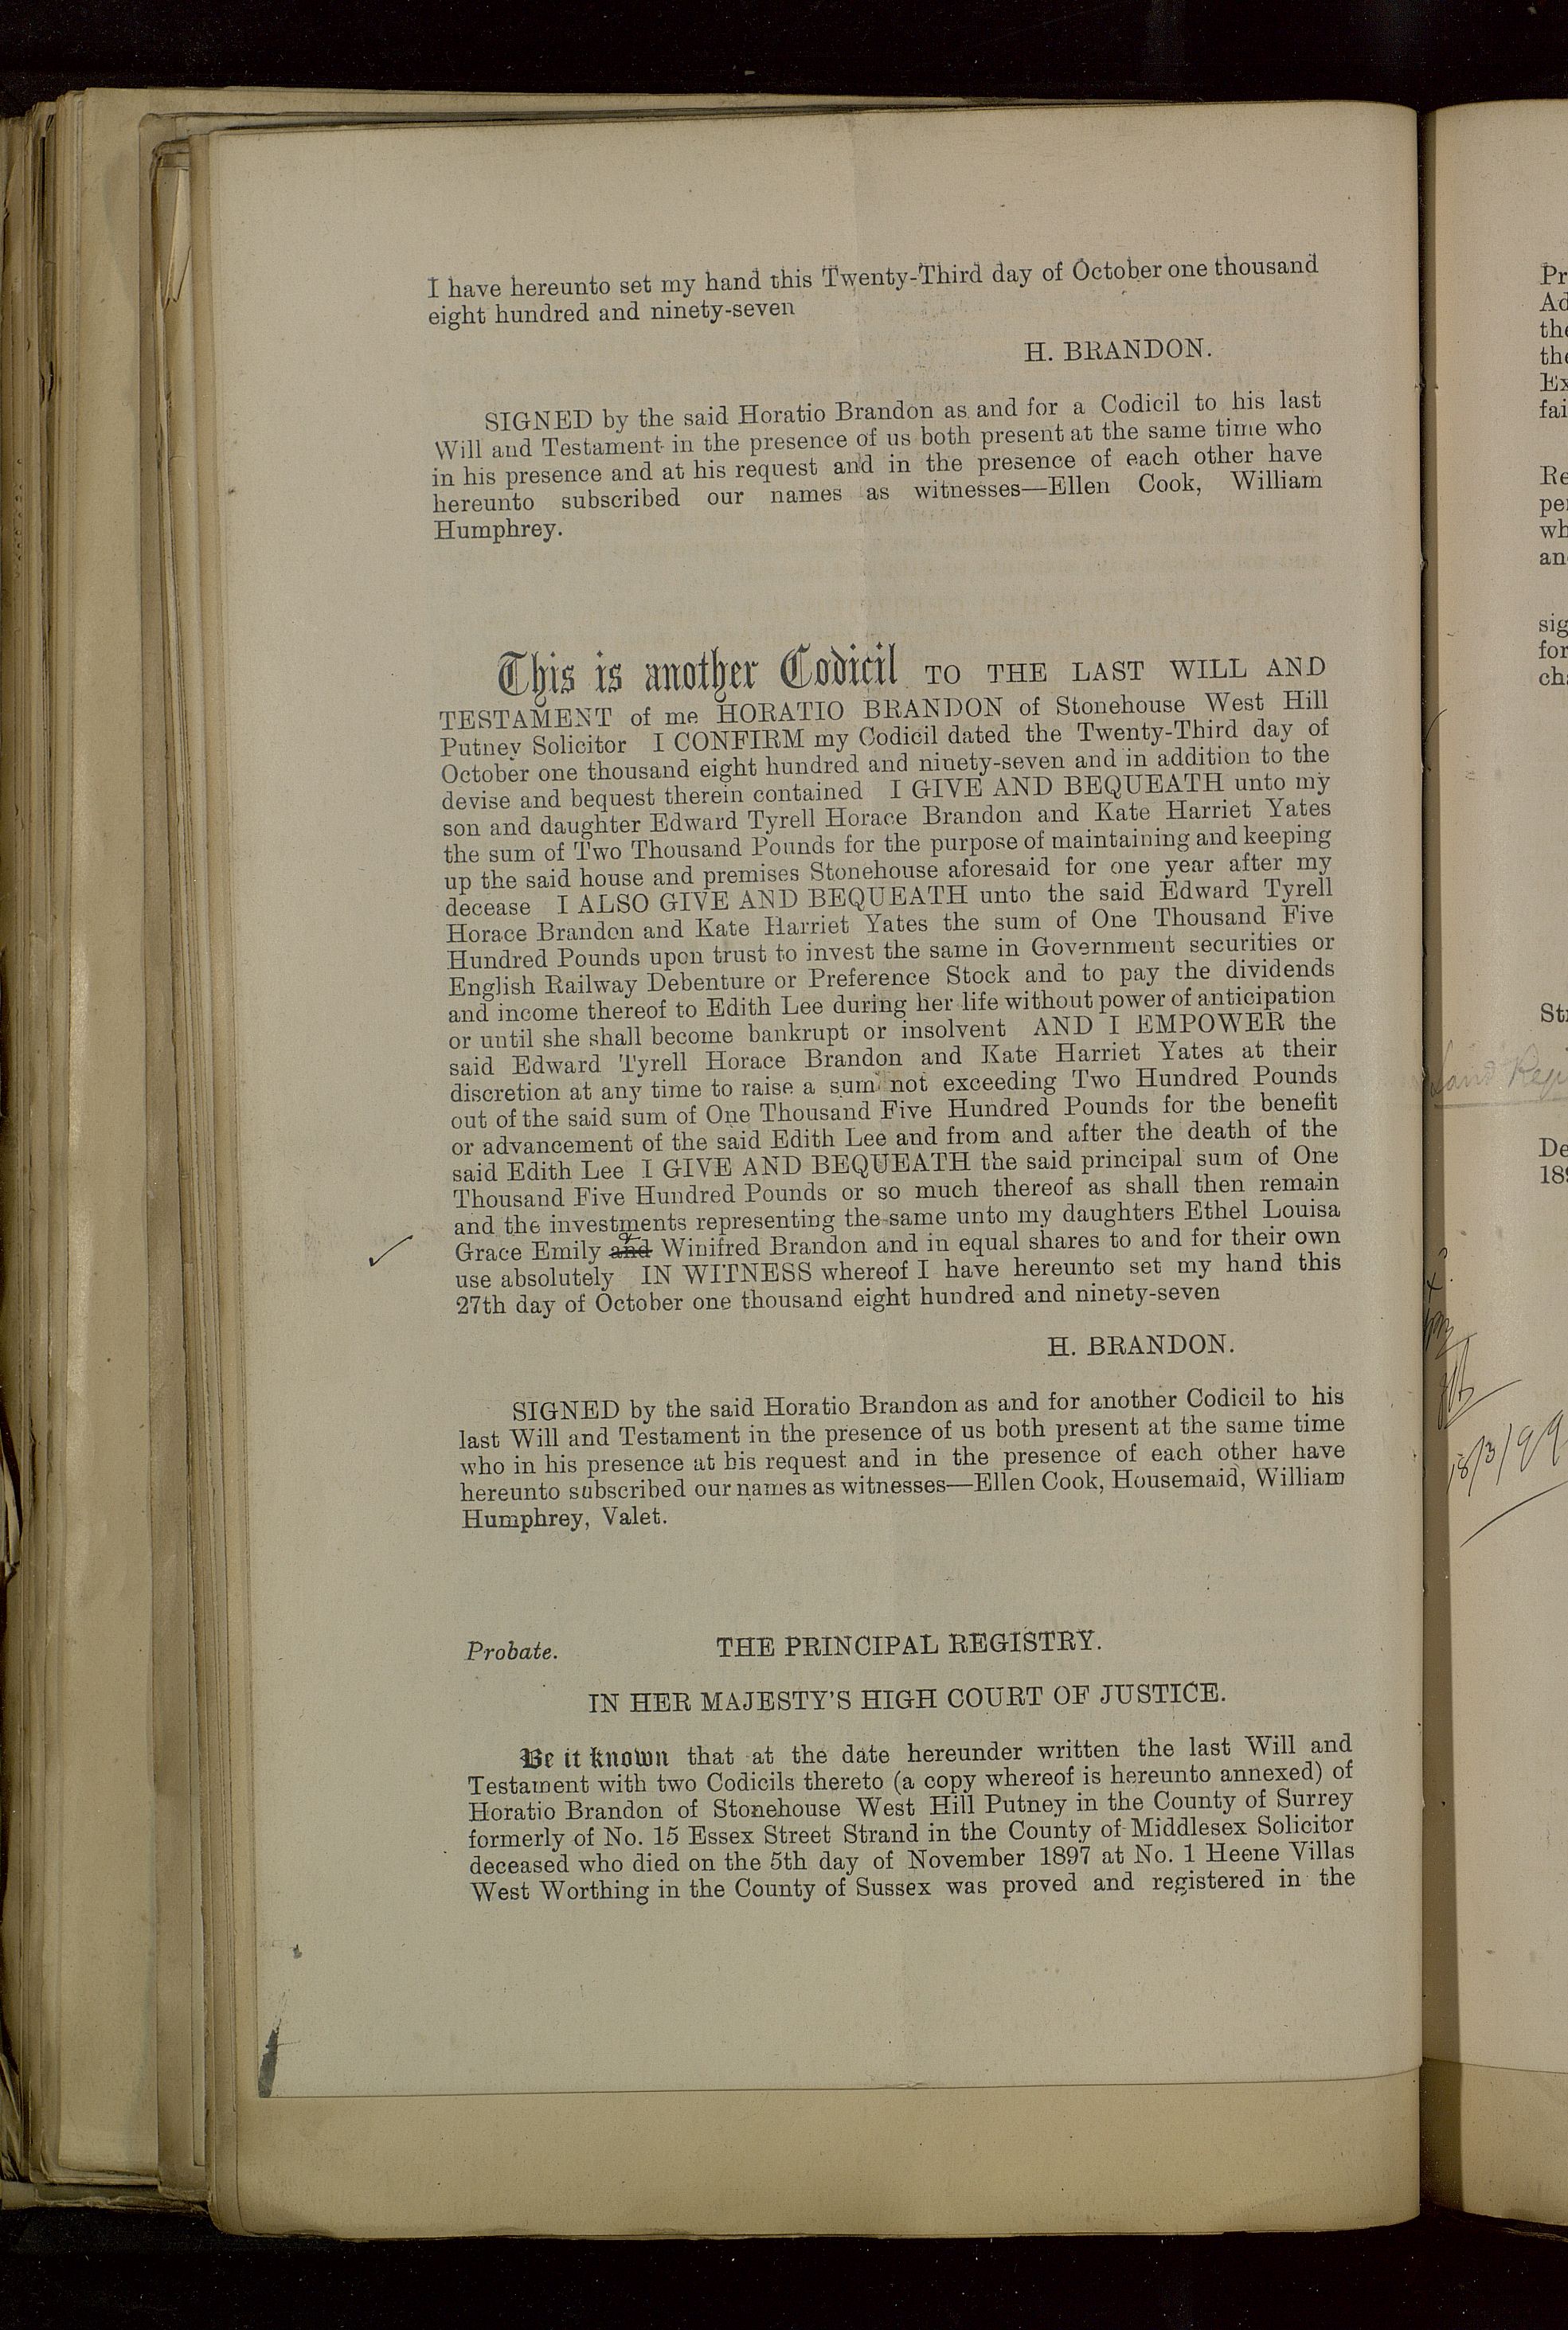 I have hereunto set my hand this Twenty-Third day of October one thousand
eight hundred and ninety-seven
H. BRANDON.
SIGNED by the said Horatio Brandon as and for a Codicil to his last
Will and Testament in the presence of us both present at the same time who
in his presence and at his request and in the presence of each other have
hereunto subscribed our names as witnesses—Ellen Cook, William
Humphrey.
This is another Codicil TO THE LAST WILL AND
TESTAMENT of me HORATIO BRANDON of Stonehouse West Hill
Putney Solicitor I CONFIRM my Codicil dated the Twenty-Third day of
October one thousand eight hundred and ninety-seven and in addition to the
devise and bequest therein contained I GIVE AND BEQUEATH unto my
son and daughter Edward Tyrell Horace Brandon and Kate Harriet Yates
the sum of Two Thousand Pounds for the purpose of maintaining and keeping
up the said house and premises Stonehouse aforesaid for one year after my
decease I ALSO GIVE AND BEQUEATH unto the said Edward Tyrell
Horace Brandon and Kate Harriet Yates the sum of One Thousand Five
Hundred Pounds upon trust to invest the same in Government securities or
English Railway Debenture or Preference Stock and to pay the dividends
and income thereof to Edith Lee during her life without power of anticipation
or until she shall become bankrupt or insolvent AND I EMPOWER the
said Edward Tyrell Horace Brandon and Kate Harriet Yates at their
discretion at any time to raise a sum not exceeding Two Hundred Pounds
out of the said sum of One Thousand Five Hundred Pounds for the benefit
or advancement of the said Edith Lee and from and after the death of the
said Edith Lee I GIVE AND BEQUEATH the said principal sum of One
Thousand Five Hundred Pounds or so much thereof as shall then remain
and the investments representing the same unto my daughters Ethel Louisa
Grace Emily and Winifred Brandon and in equal shares to and for their own
use absolutely IN WITNESS whereof I have hereunto set my hand this
27th day of October one thousand eight hundred and ninety-seven
H. BRANDON.
SIGNED by the said Horatio Brandon as and for another Codicil to his
last Will and Testament in the presence of us both present at the same time
who in his presence at his request and in the presence of each other have
hereunto subscribed our names as witnesses—Ellen Cook, Housemaid, William
Humphrey, Valet.
Probate. THE PRINCIPAL REGISTRY.
IN HER MAJESTY'S HIGH COURT OF JUSTICE.
Be it known that at the date hereunder written the last Will and
Testament with two Codicils thereto (a copy whereof is hereunto annexed) of
Horatio Brandon of Stonehouse West Hill Putney in the County of Surrey
formerly of No. 15 Essex Street Strand in the County of Middlesex Solicitor
deceased who died on the 5th day of November 1897 at No. 1 Heene Villas
West Worthing in the County of Sussex was proved and registered in the
Pr
Ad
the
the
Ex
fai
Re
per
wh
an
sig
for
cha
Str
Land Reg
De
189
18/3/99